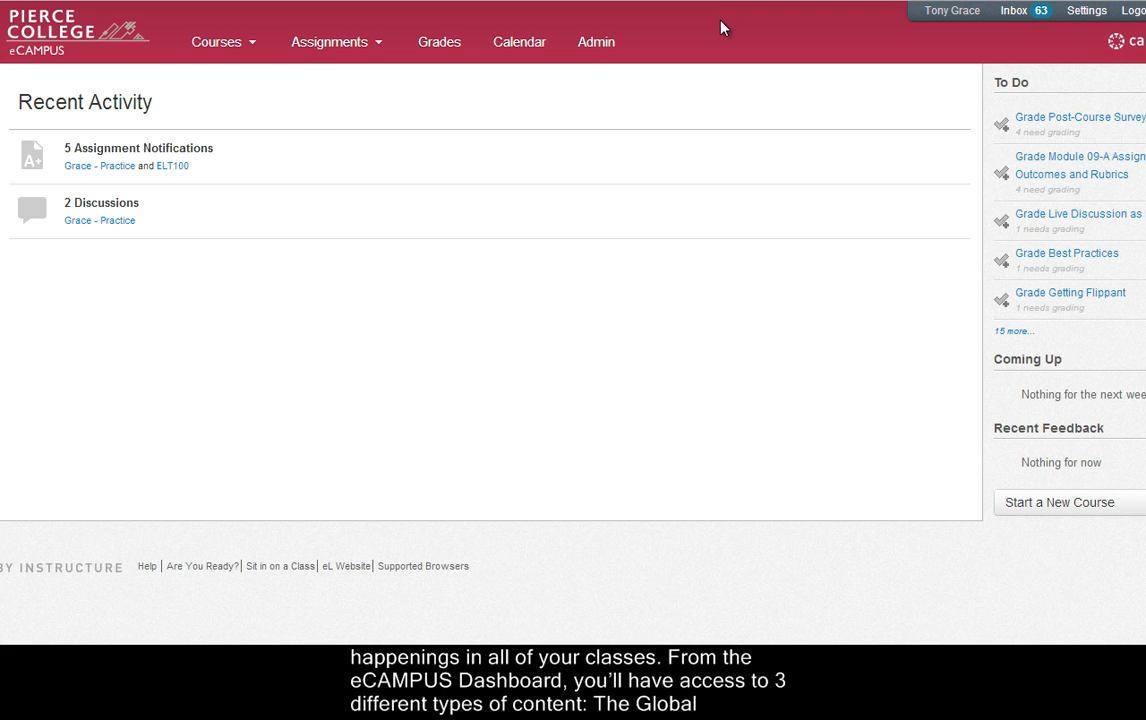 PIERCE
COLLEGE
eCAMPUS
Tony Grace Inbox 63 Settings Logo
Courses Assignments Grades Calendar Admin
ca
Recent Activity
A+
5 Assignment Notifications
Grace - Practice and ELT100
2 Discussions
Grace - Practice
To Do
Grade Post-Course Survey
4 need grading
Grade Module 09-A Assign
Outcomes and Rubrics
4 need grading
Grade Live Discussion as
1 needs grading
Grade Best Practices
1 needs grading
Grade Getting Flippant
1 needs grading
15 more...
Coming Up
Nothing for the next wee
Recent Feedback
Nothing for now
Start a New Course
BY INSTRUCTURE Help | Are You Ready?| Sit in on a Class| eL Website| Supported Browsers
happenings in all of your classes. From the
eCAMPUS Dashboard, you'll have access to 3
different types of content: The Global